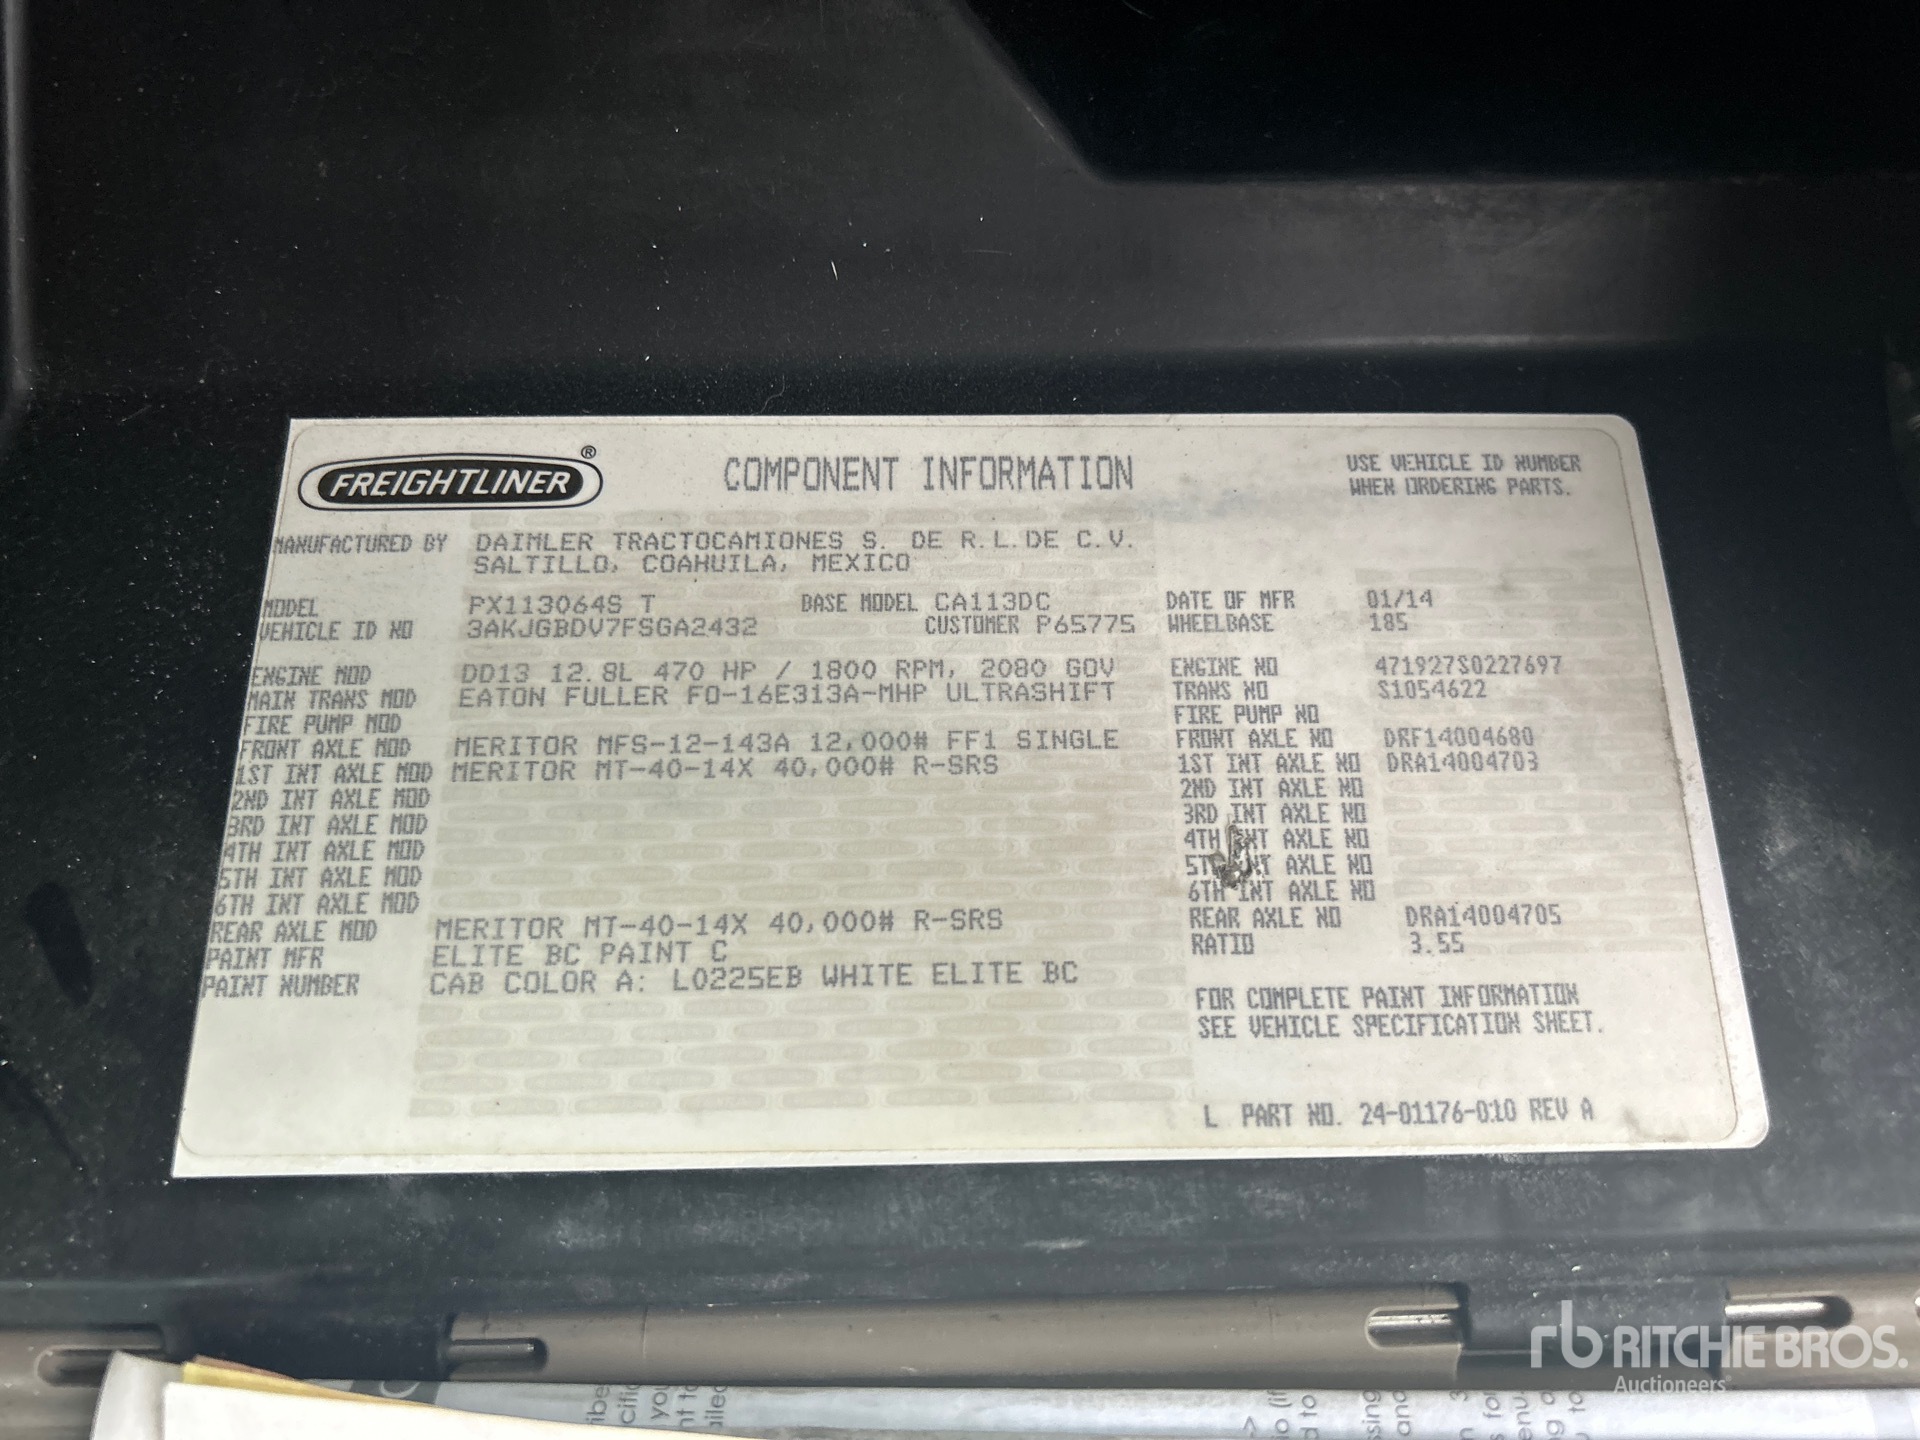 FREIGHTLINER ®
COMPONENT INFORMATION
USE VEHICLE ID NUMBER
WHEN ORDERING PARTS.
MANUFACTURED BY DAIMLER TRACTOCAMIONES S. DE R.L.DE C.V.
SALTILLO, COAHUILA, MEXICO
MODEL PX113064S T BASE MODEL CA113DC DATE OF MFR 01/14
VEHICLE ID NO 3AKJGBDV7FSGA2432 CUSTOMER P65775 WHEELBASE 185
ENGINE MOD DD13 12.8L 470 HP / 1800 RPM, 2080 GOV ENGINE NO 471927S0227697
MAIN TRANS MOD EATON FULLER FO-16E313A-MHP ULTRASHIFT TRANS NO S1054622
FIRE PUMP MOD FIRE PUMP NO
FRONT AXLE MOD MERITOR MFS-12-143A 12,000# FF1 SINGLE FRONT AXLE NO DRF14004680
1ST INT AXLE MOD MERITOR MT-40-14X 40,000# R-SRS 1ST INT AXLE NO DRA14004703
2ND INT AXLE MOD 2ND INT AXLE NO
3RD INT AXLE MOD 3RD INT AXLE NO
4TH INT AXLE MOD 4TH INT AXLE NO
5TH INT AXLE MOD 5TH INT AXLE NO
6TH INT AXLE MOD 6TH INT AXLE NO
REAR AXLE MOD MERITOR MT-40-14X 40,000# R-SRS REAR AXLE NO DRA14004705
PAINT MFR ELITE BC PAINT C RATIO 3.55
PAINT NUMBER CAB COLOR A: L0225EB WHITE ELITE BC
FOR COMPLETE PAINT INFORMATION
SEE VEHICLE SPECIFICATION SHEET.
L PART NO. 24-01176-010 REV A
rb RITCHIE BROS.
Auctioneers